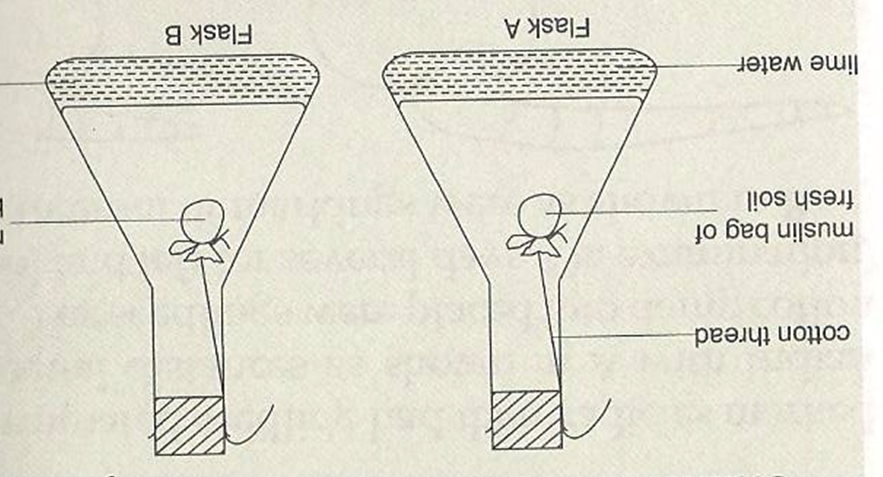 cotton thread
muslin bag of
fresh soil
lime water
Flask A
Flask B